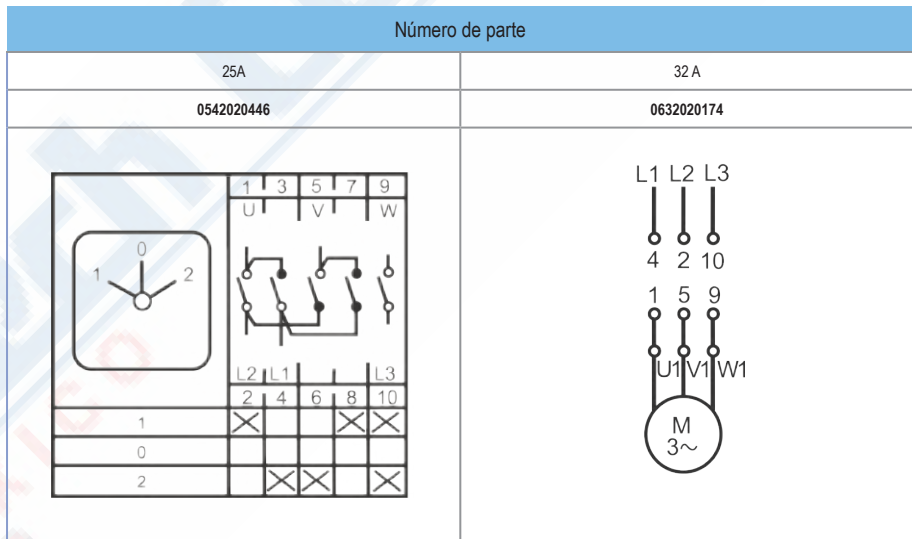 Número de parte
25A 32 A
0542020446 0632020174
1 3 5 7 9
U V W
0
1 2
L2 L1 L3
2 4 6 8 10
1
0
2
L1 L2 L3
4 2 10
1 5 9
U1 V1 W1
M
3~